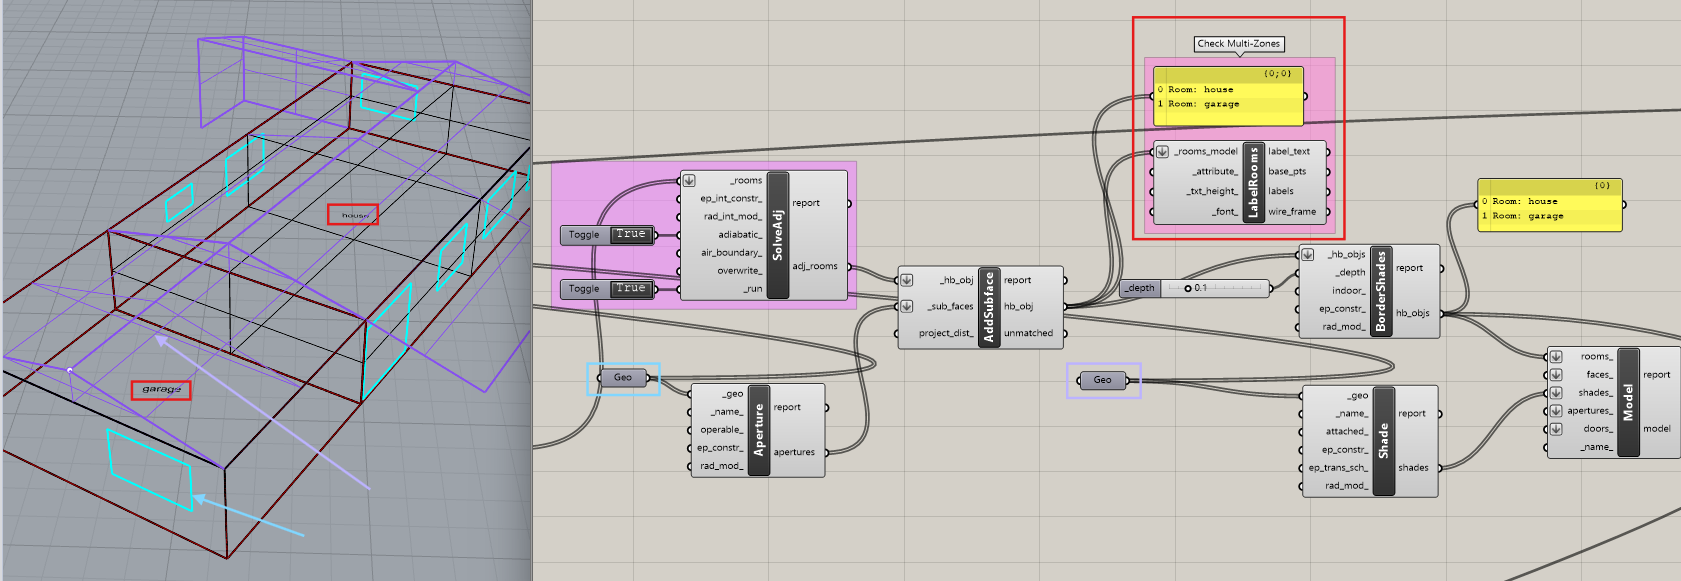 house
garage
Check Multi-Zones
{0;0}
0 Room: house
1 Room: garage
_rooms_model
_attribute_
_txt_height_
_font_
LabelRooms
label_text
base_pts
labels
wire_frame
_rooms
ep_int_constr_
rad_int_mod_
adiabatic_
air_boundary_
overwrite_
_run
SolveAdj
report
adj_rooms
Toggle True
Toggle True
{0}
0 Room: house
1 Room: garage
_hb_obj
_sub_faces
project_dist_
AddSubface
report
hb_obj
unmatched
_depth 0.1
_hb_objs
_depth
indoor_
ep_constr_
rad_mod_
BorderShades
report
hb_objs
Geo
_geo
_name_
operable_
ep_constr_
rad_mod_
Aperture
report
apertures
Geo
_geo
_name_
attached_
ep_constr_
ep_trans_sch_
rad_mod_
Shade
report
shades
rooms_
faces_
shades_
apertures_
doors_
_name_
Model
report
model